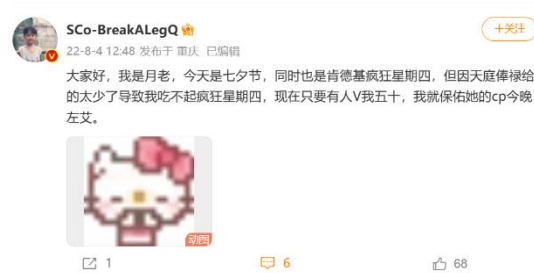 SCo-BreakALegQ
+关注
22-8-4 12:48 发布于 重庆 已编辑
大家好，我是月老，今天是七夕节，同时也是肯德基疯狂星期四，但因天庭俸禄给
的太少了导致我吃不起疯狂星期四，现在只要有人V我五十，我就保佑她的cp今晚
左艾。
动图
1
6
68